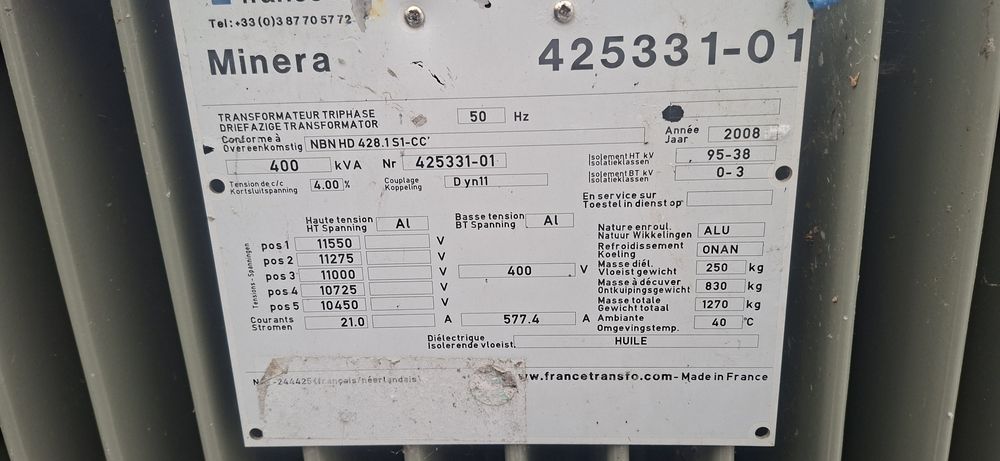 Tel:+33(0)3 87 70 57 72
Minera 425331-01
TRANSFORMATEUR TRIPHASE
DRIEFAZIGE TRANSFORMATOR 50 Hz
Conforme à
Overeenkomstig NBN HD 428.1 S1-CC'
Année
Jaar 2008
400 kVA Nr 425331-01
Isolement HT kV
Isolatieklassen 95-38
Tension de c/c
Kortsluitspanning 4.00 %
Couplage
Koppeling D yn11
Isolement BT kV
Isolatieklassen 0-3
En service sur
Toestel in dienst op
Haute tension
HT Spanning Al
Basse tension
BT Spanning Al
Tensions - Spanningen
pos 1 11550 V
pos 2 11275 V
pos 3 11000 V 400 V
pos 4 10725 V
pos 5 10450 V
Courants
Stromen 21.0 A 577.4 A
Nature enroul.
Natuur Wikkelingen ALU
Refroidissement
Koeling ONAN
Masse diél.
Vloeist gewicht 250 kg
Masse à décuver
Ontkuipingsgewicht 830 kg
Masse totale
Gewicht totaal 1270 kg
Ambiante
Omgevingstemp. 40 °C
Diélectrique
Isolerende vloeist. HUILE
-244425 (français/néerlandais)
www.francetransfo.com - Made in France